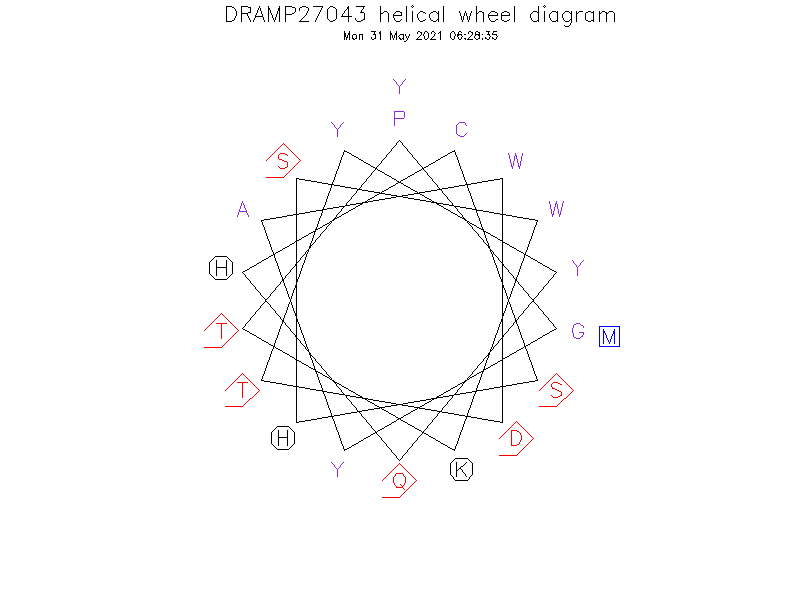 DRAMP27043 helical wheel diagram
Mon 31 May 2021 06:28:35
Y
Y P C
S W
A W
H Y
T G M
T S
H D
Y Q K